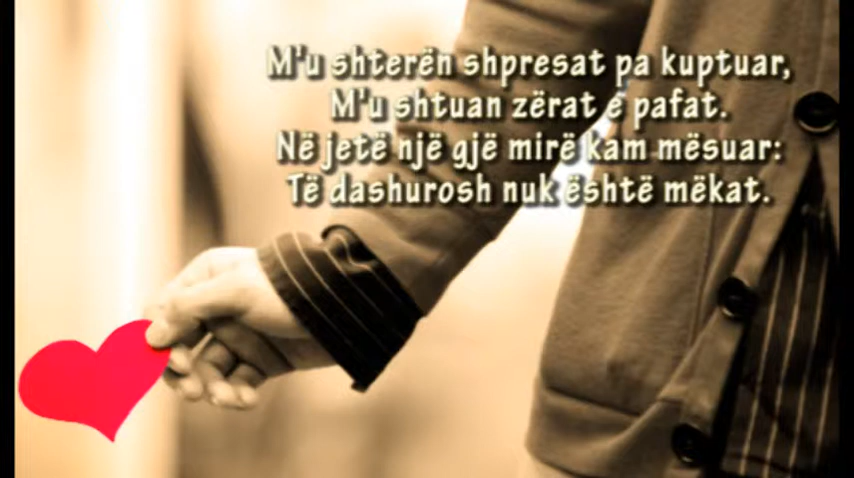 M'u shterën shpresat pa kuptuar,
M'u shtuan zërat e pafat.
Në jetë një gjë mirë kam mësuar:
Të dashurosh nuk është mëkat.